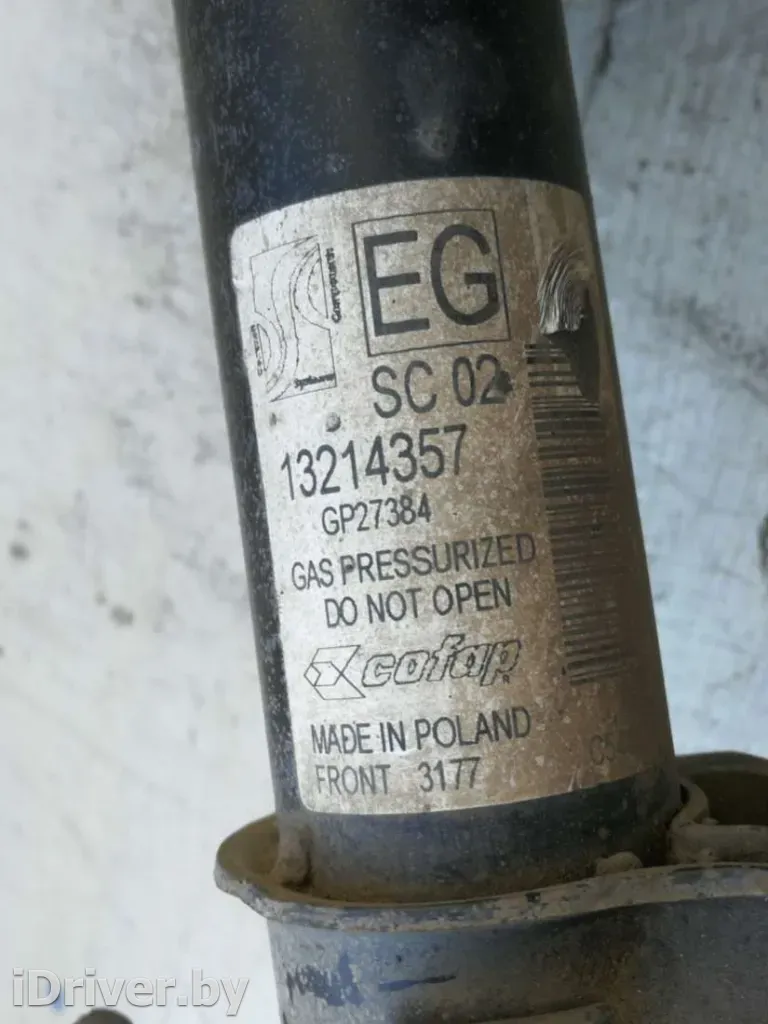 EG
SC 02
13214357
GP27384
GAS PRESSURIZED
DO NOT OPEN
cofap
MADE IN POLAND
FRONT 3177
iDriver.by